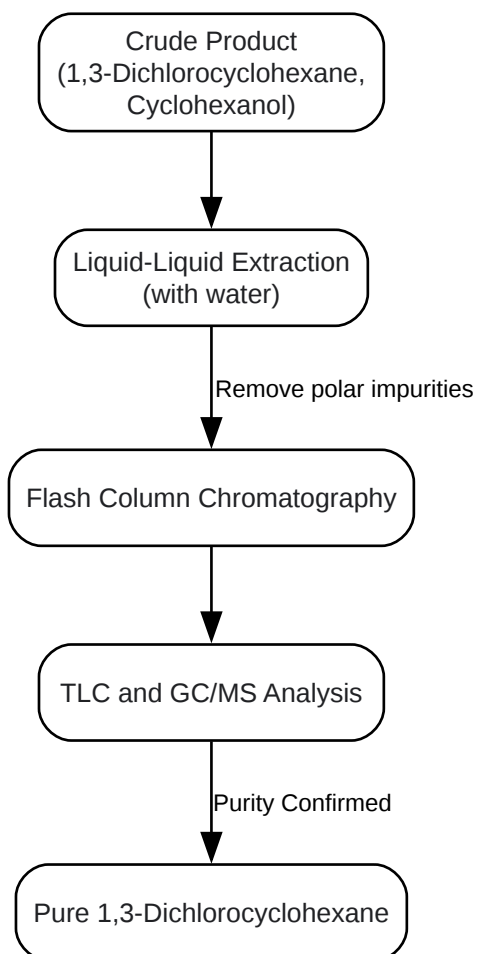 Crude Product
(1,3-Dichlorocyclohexane,
Cyclohexanol)
Liquid-Liquid Extraction
(with water)
Remove polar impurities
Flash Column Chromatography
TLC and GC/MS Analysis
Purity Confirmed
Pure 1,3-Dichlorocyclohexane